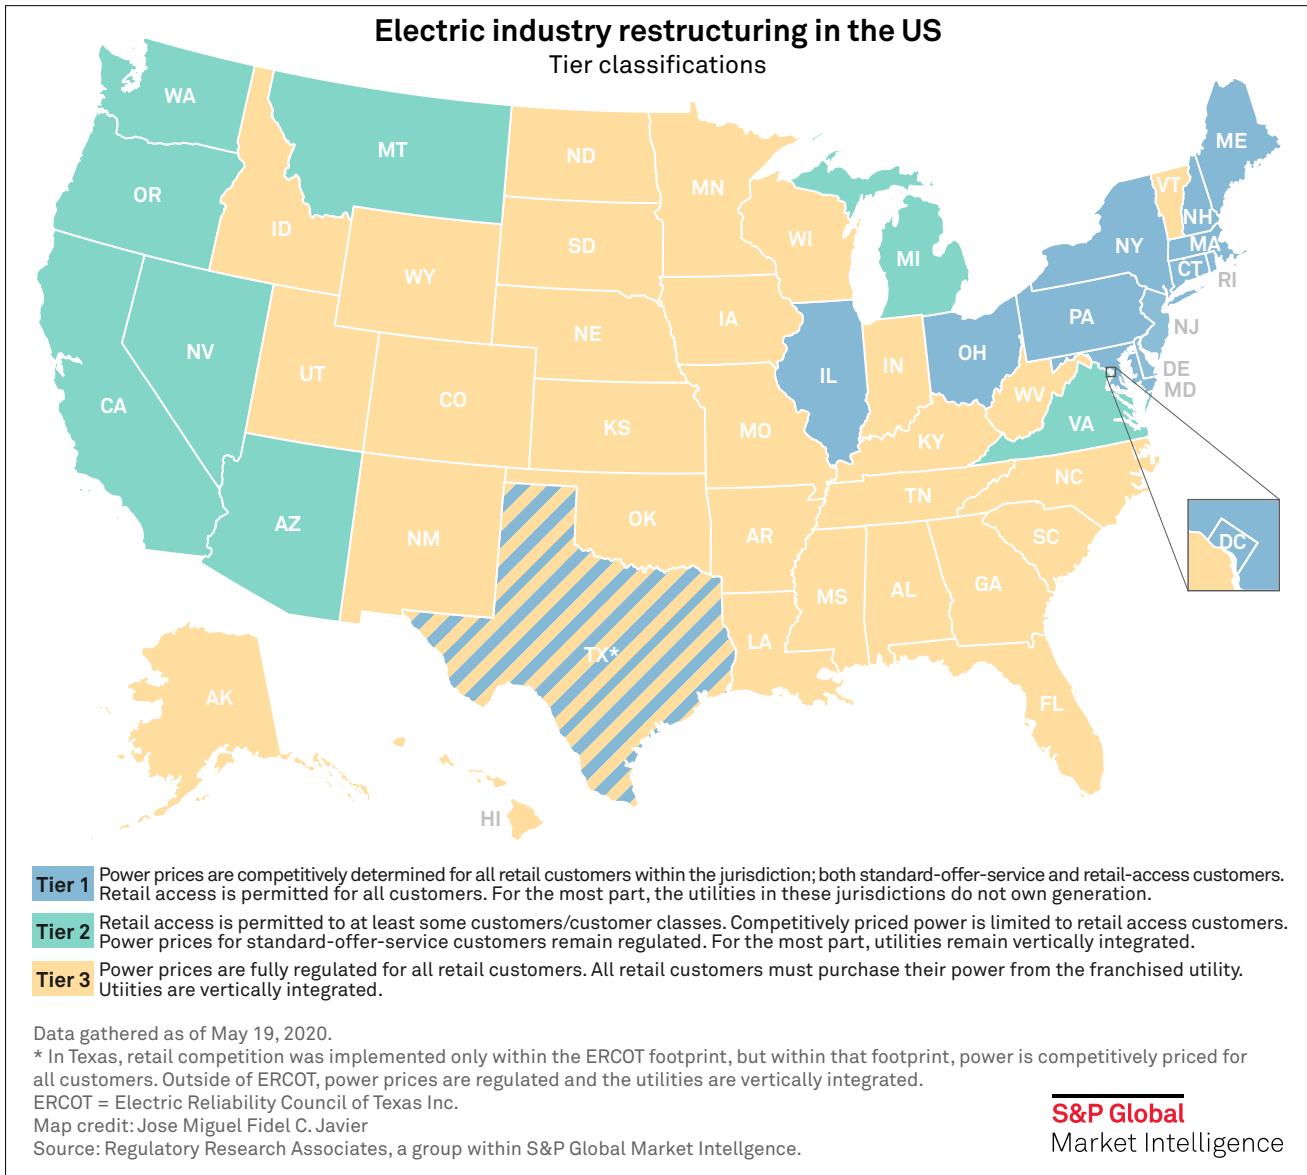 Electric industry restructuring in the US
Tier classifications
WA
MT
ND
MN
ME
OR
ID
SD
WI
MI
VT
NH
NY
MA
CT
RI
WY
IA
PA
NJ
NV
NE
OH
DE
MD
UT
IL
IN
CA
CO
WV
KS
MO
VA
KY
NC
TN
AZ
OK
NM
AR
SC
DC
MS
AL
GA
LA
TX*
AK
FL
HI
Tier 1 Power prices are competitively determined for all retail customers within the jurisdiction; both standard-offer-service and retail-access customers.
Retail access is permitted for all customers. For the most part, the utilities in these jurisdictions do not own generation.
Tier 2 Retail access is permitted to at least some customers/customer classes. Competitively priced power is limited to retail access customers.
Power prices for standard-offer-service customers remain regulated. For the most part, utilities remain vertically integrated.
Tier 3 Power prices are fully regulated for all retail customers. All retail customers must purchase their power from the franchised utility.
Utiities are vertically integrated.
Data gathered as of May 19, 2020.
* In Texas, retail competition was implemented only within the ERCOT footprint, but within that footprint, power is competitively priced for
all customers. Outside of ERCOT, power prices are regulated and the utilities are vertically integrated.
ERCOT = Electric Reliability Council of Texas Inc.
Map credit: Jose Miguel Fidel C. Javier
Source: Regulatory Research Associates, a group within S&P Global Market Intellgence.
S&P Global
Market Intelligence